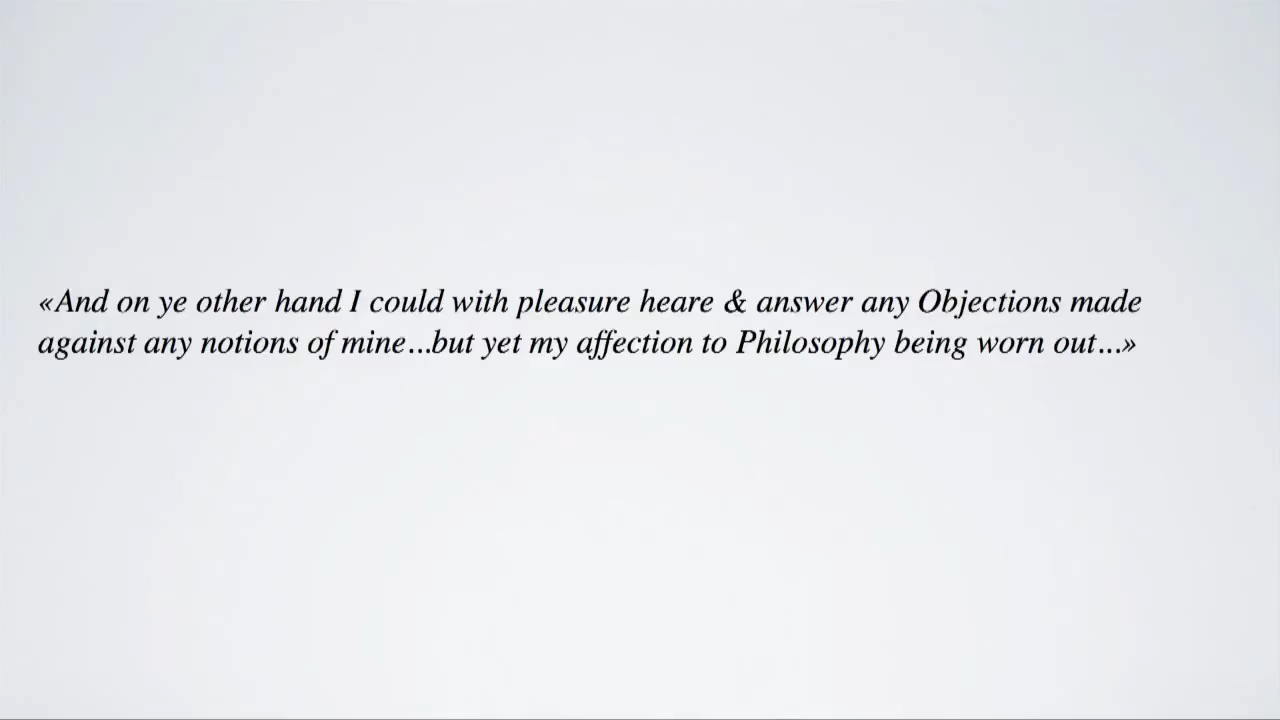 «And on ye other hand I could with pleasure heare & answer any Objections made
against any notions of mine...but yet my affection to Philosophy being worn out...»